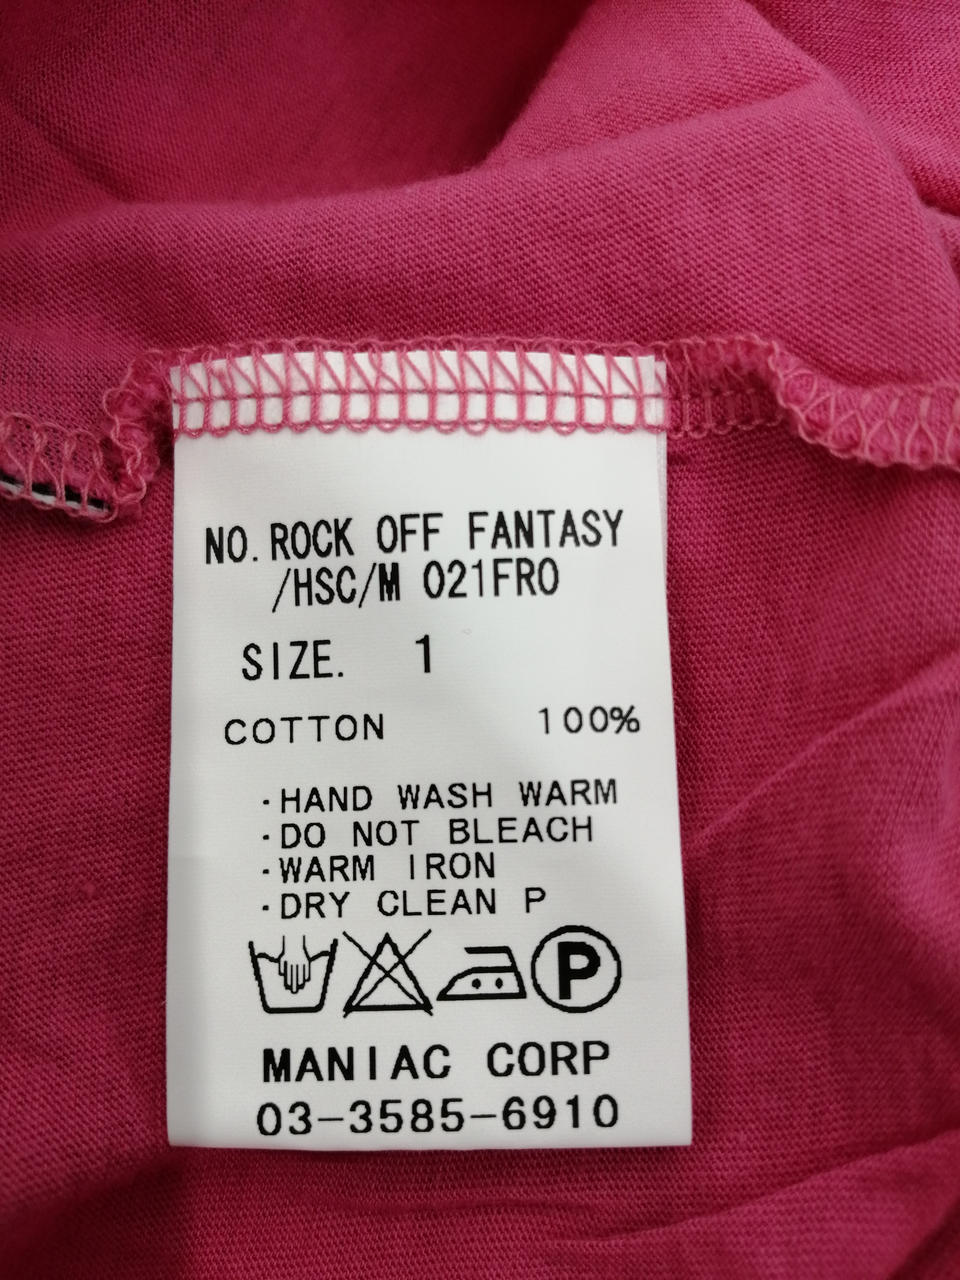 NO. ROCK OFF FANTASY
/HSC/M 021FRO
SIZE. 1
COTTON 100%
·HAND WASH WARM
·DO NOT BLEACH
·WARM IRON
·DRY CLEAN P
P
MANIAC CORP
03-3585-6910